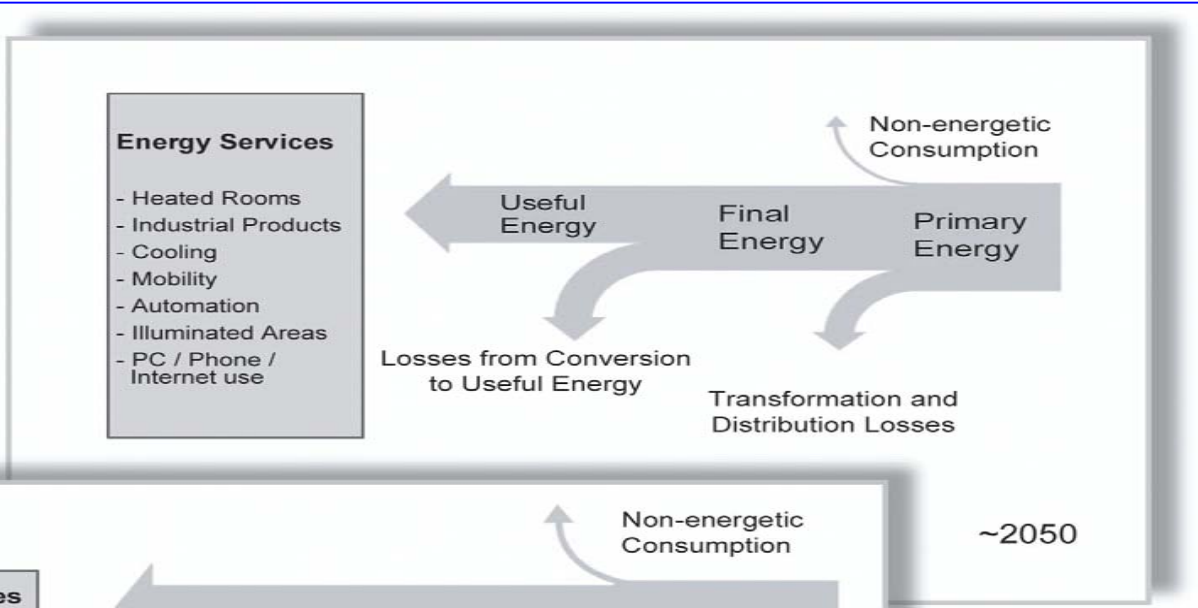 Energy Services
- Heated Rooms
- Industrial Products
- Cooling
- Mobility
- Automation
- Illuminated Areas
- PC / Phone /
Internet use
Non-energetic
Consumption
Useful
Energy
Final
Energy
Primary
Energy
Losses from Conversion
to Useful Energy
Transformation and
Distribution Losses
~2050
Non-energetic
Consumption
es